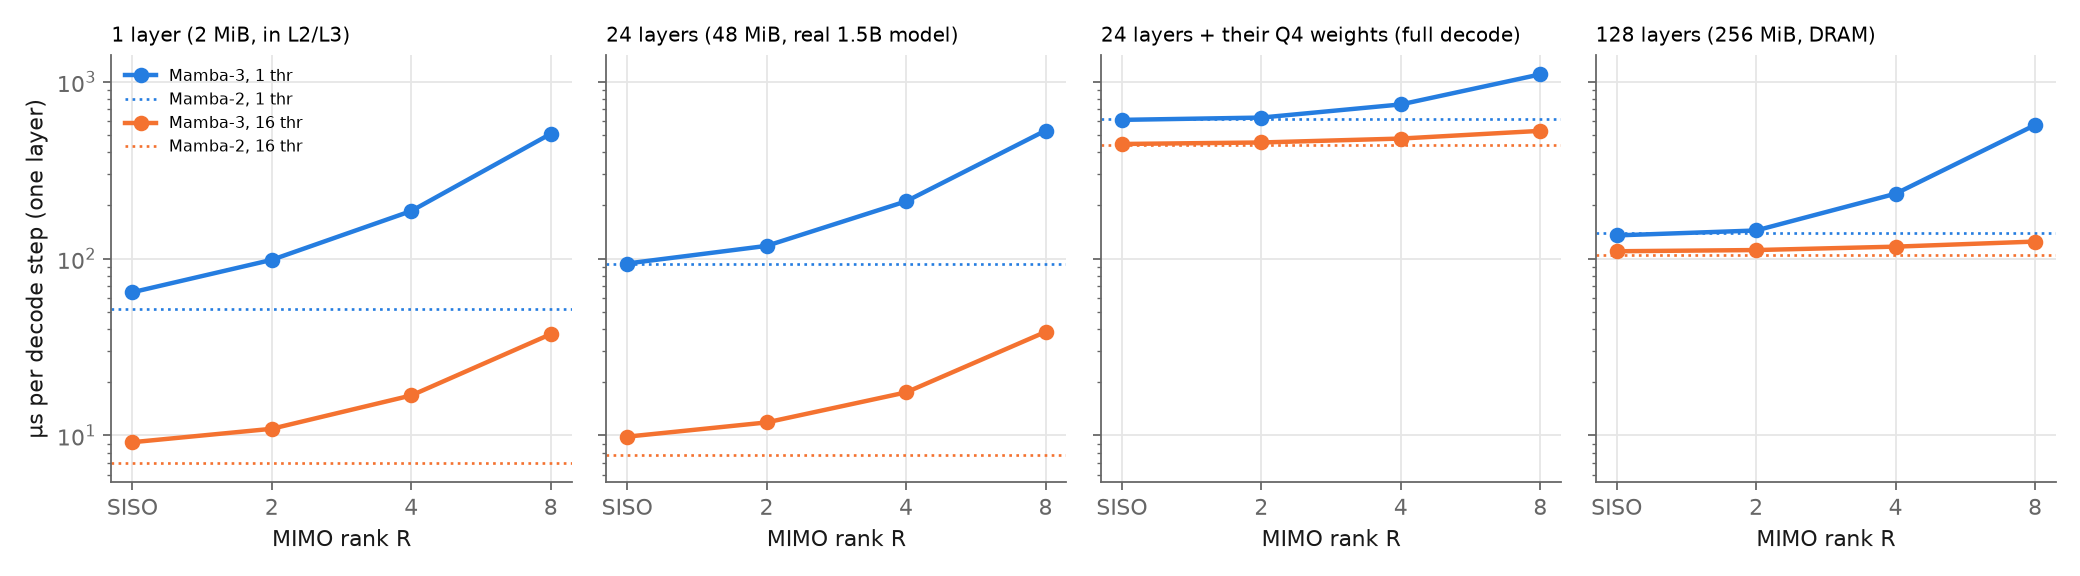 1 layer (2 MiB, in L2/L3)
24 layers (48 MiB, real 1.5B model)
24 layers + their Q4 weights (full decode)
128 layers (256 MiB, DRAM)
µs per decode step (one layer)
10³
10²
10¹
Mamba-3, 1 thr
Mamba-2, 1 thr
Mamba-3, 16 thr
Mamba-2, 16 thr
SISO 2 4 8
SISO 2 4 8
SISO 2 4 8
SISO 2 4 8
MIMO rank R
MIMO rank R
MIMO rank R
MIMO rank R